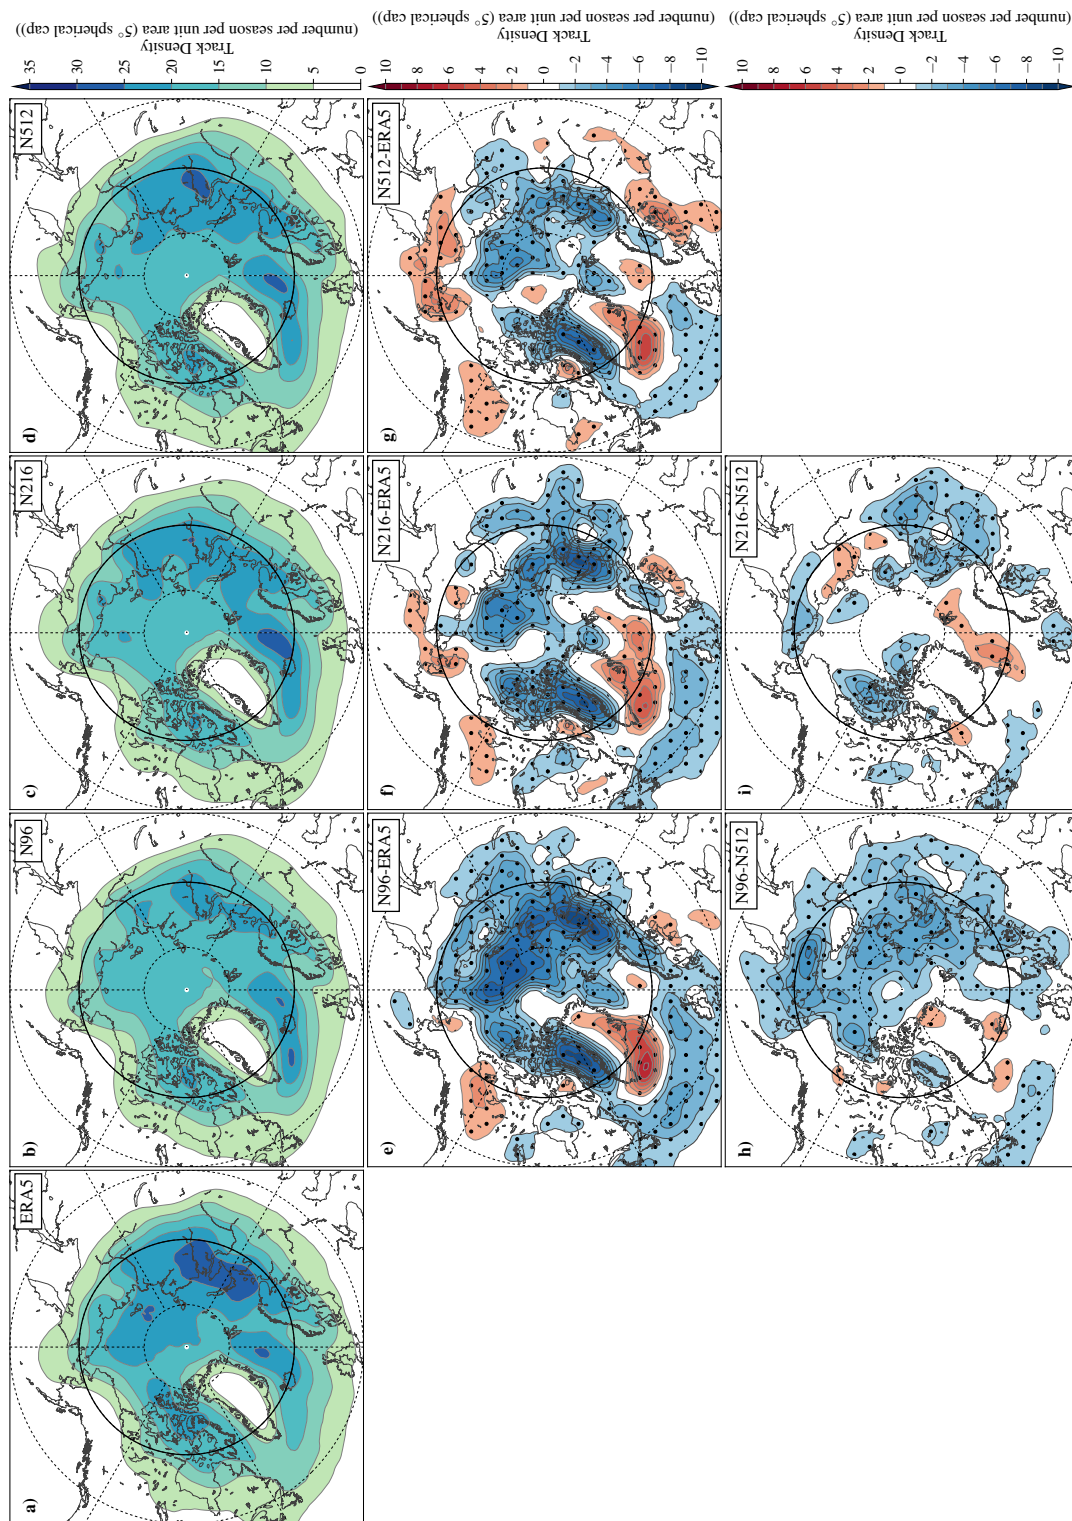 a)
ERA5
b)
N96
c)
N216
d)
N512
35
30
25
20
15
10
5
0
Track Density
(number per season per unit area (5° spherical cap))
e)
N96-ERA5
f)
N216-ERA5
g)
N512-ERA5
10
8
6
4
2
0
−2
−4
−6
−8
−10
Track Density
(number per season per unit area (5° spherical cap))
h)
N96-N512
i)
N216-N512
10
8
6
4
2
0
−2
−4
−6
−8
−10
Track Density
(number per season per unit area (5° spherical cap))